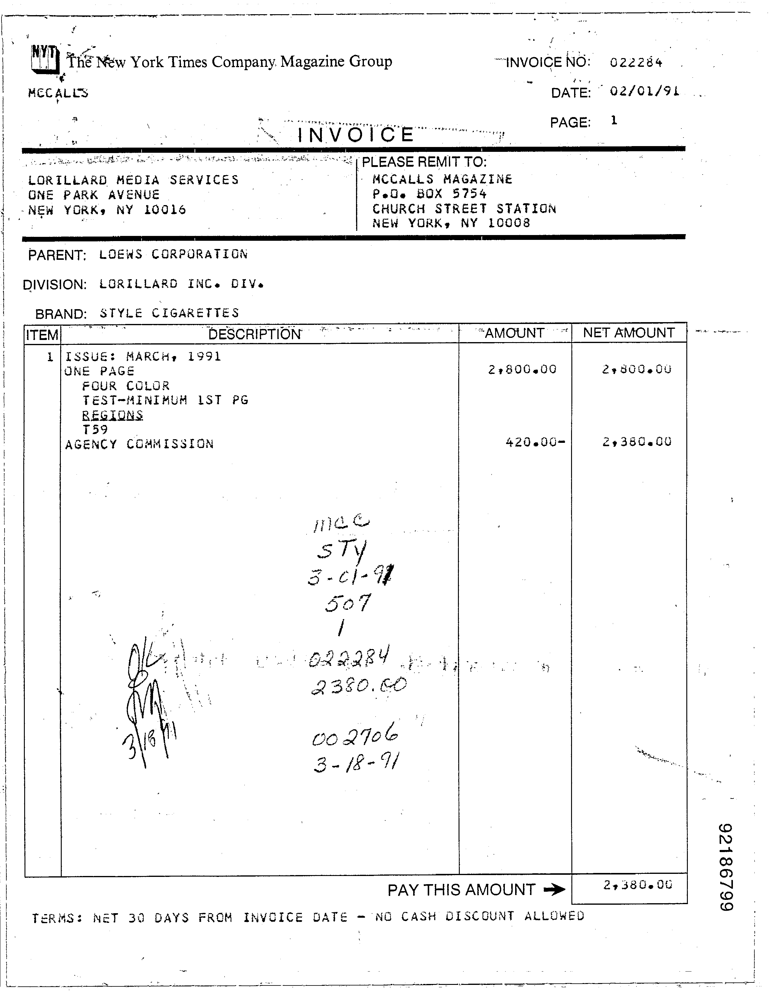 NYT The New York Times Company Magazine Group
INVOICE NO: 022284
MCCALLS
DATE: 02/01/91
PAGE: 1
INVOICE
LORILLARD MEDIA SERVICES
ONE PARK AVENUE
NEW YORK, NY 10016
PLEASE REMIT TO:
MCCALLS MAGAZINE
P.O. BOX 5754
CHURCH STREET STATION
NEW YORK, NY 10008
PARENT: LOEWS CORPORATION
DIVISION: LORILLARD INC. DIV.
BRAND: STYLE CIGARETTES
ITEM DESCRIPTION AMOUNT NET AMOUNT
1 ISSUE: MARCH, 1991
ONE PAGE 2,800.00 2,800.00
FOUR COLOR
TEST-MINIMUM 1ST PG
REGIONS
T59
AGENCY COMMISSION 420.00- 2,380.00
MCC
STY
3-01-91
507
1
022284
2380.00
OK
3/18/91
002706
3-18-91
PAY THIS AMOUNT → 2,380.00
TERMS: NET 30 DAYS FROM INVOICE DATE - NO CASH DISCOUNT ALLOWED
92186799